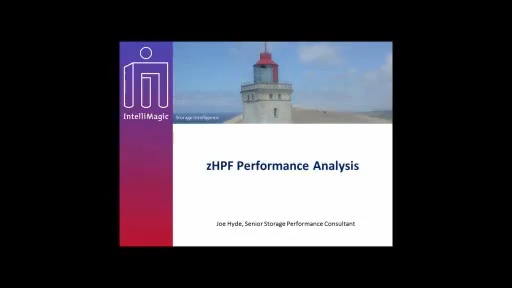 IntelliMagic
Storage Intelligence
zHPF Performance Analysis
Joe Hyde, Senior Storage Performance Consultant